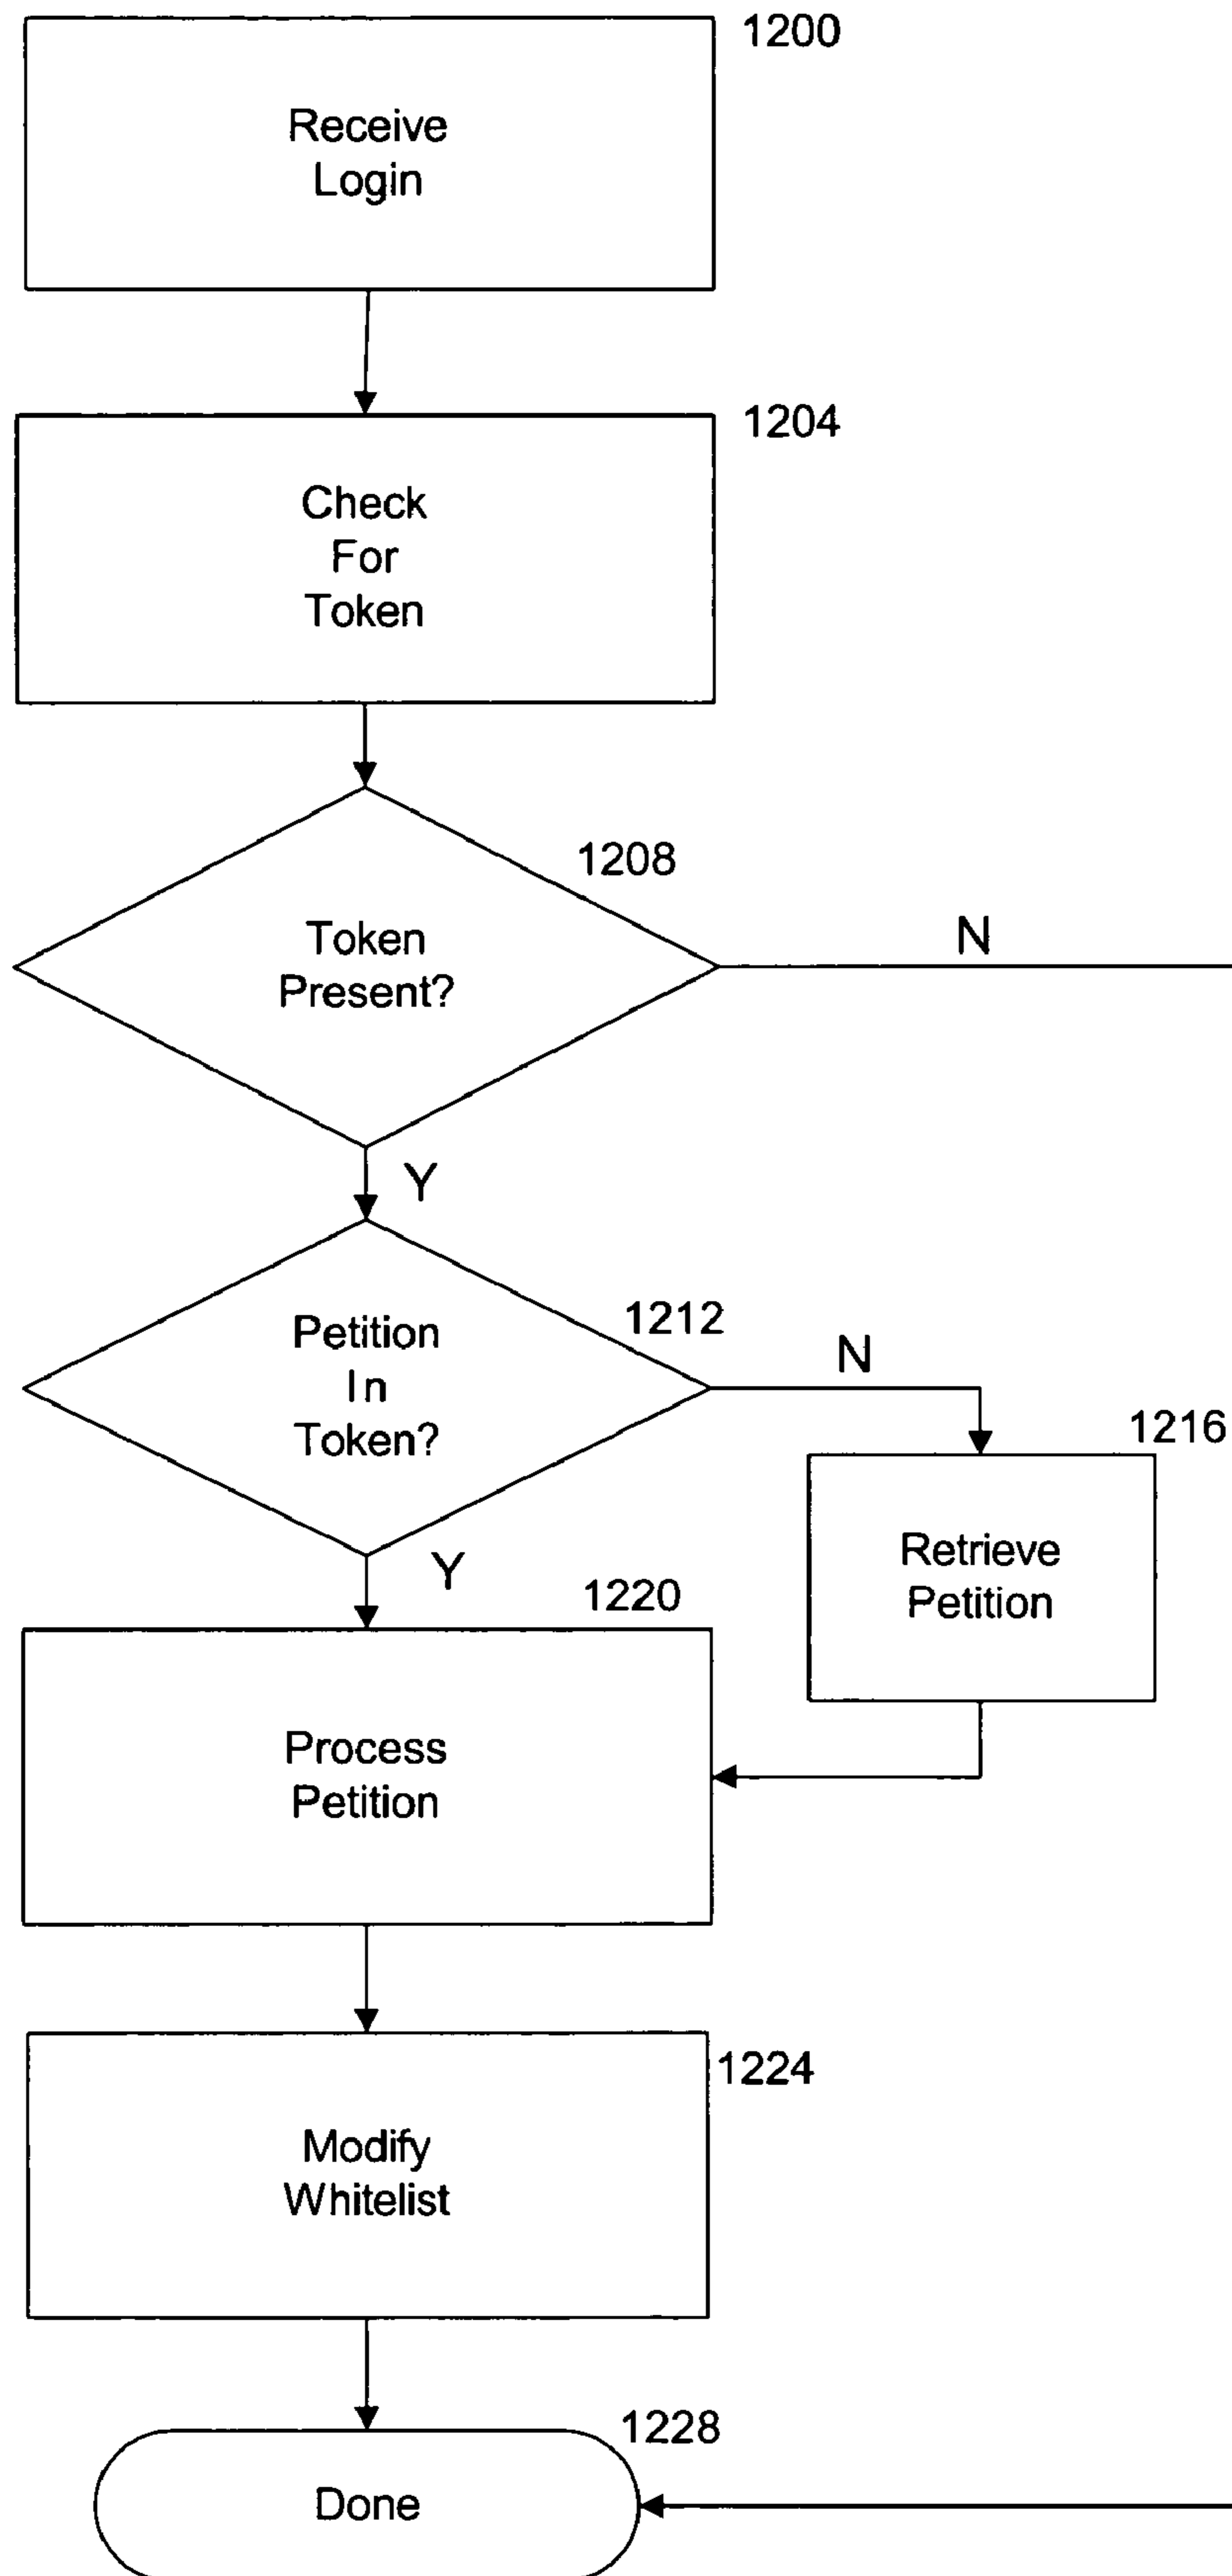 1200
Receive
Login
1204
Check
For
Token
1208
Token
Present?
N
Y
1212
Petition
In
Token?
N
1216
Retrieve
Petition
Y
1220
Process
Petition
1224
Modify
Whitelist
1228
Done